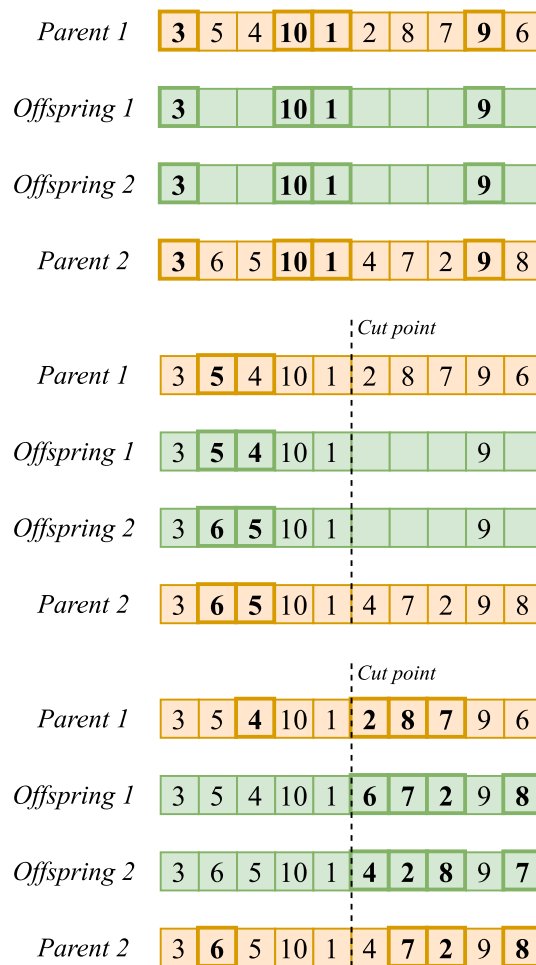 Parent 1 3 5 4 10 1 2 8 7 9 6
Offspring 1 3 10 1 9
Offspring 2 3 10 1 9
Parent 2 3 6 5 10 1 4 7 2 9 8
Cut point
Parent 1 3 5 4 10 1 2 8 7 9 6
Offspring 1 3 5 4 10 1 9
Offspring 2 3 6 5 10 1 9
Parent 2 3 6 5 10 1 4 7 2 9 8
Cut point
Parent 1 3 5 4 10 1 2 8 7 9 6
Offspring 1 3 5 4 10 1 6 7 2 9 8
Offspring 2 3 6 5 10 1 4 2 8 9 7
Parent 2 3 6 5 10 1 4 7 2 9 8